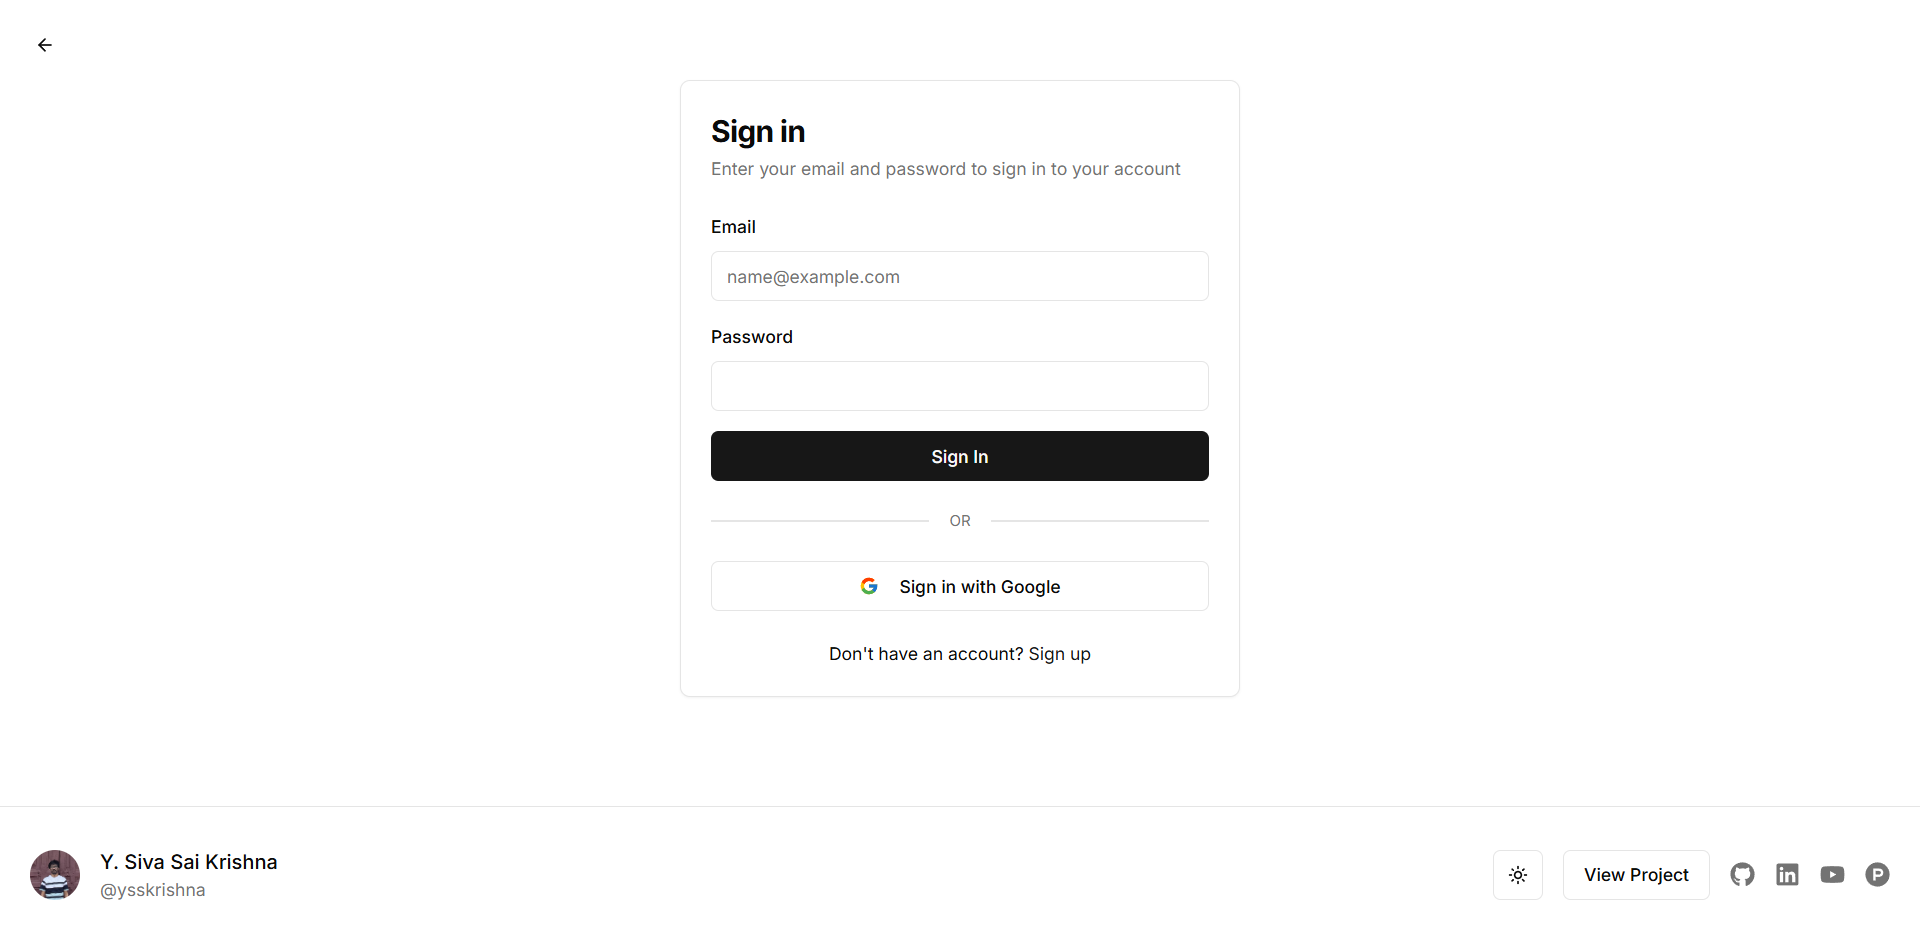 Sign in
Enter your email and password to sign in to your account
Email
name@example.com
Password
Sign In
OR
Sign in with Google
Don't have an account? Sign up
Y. Siva Sai Krishna
@ysskrishna
View Project